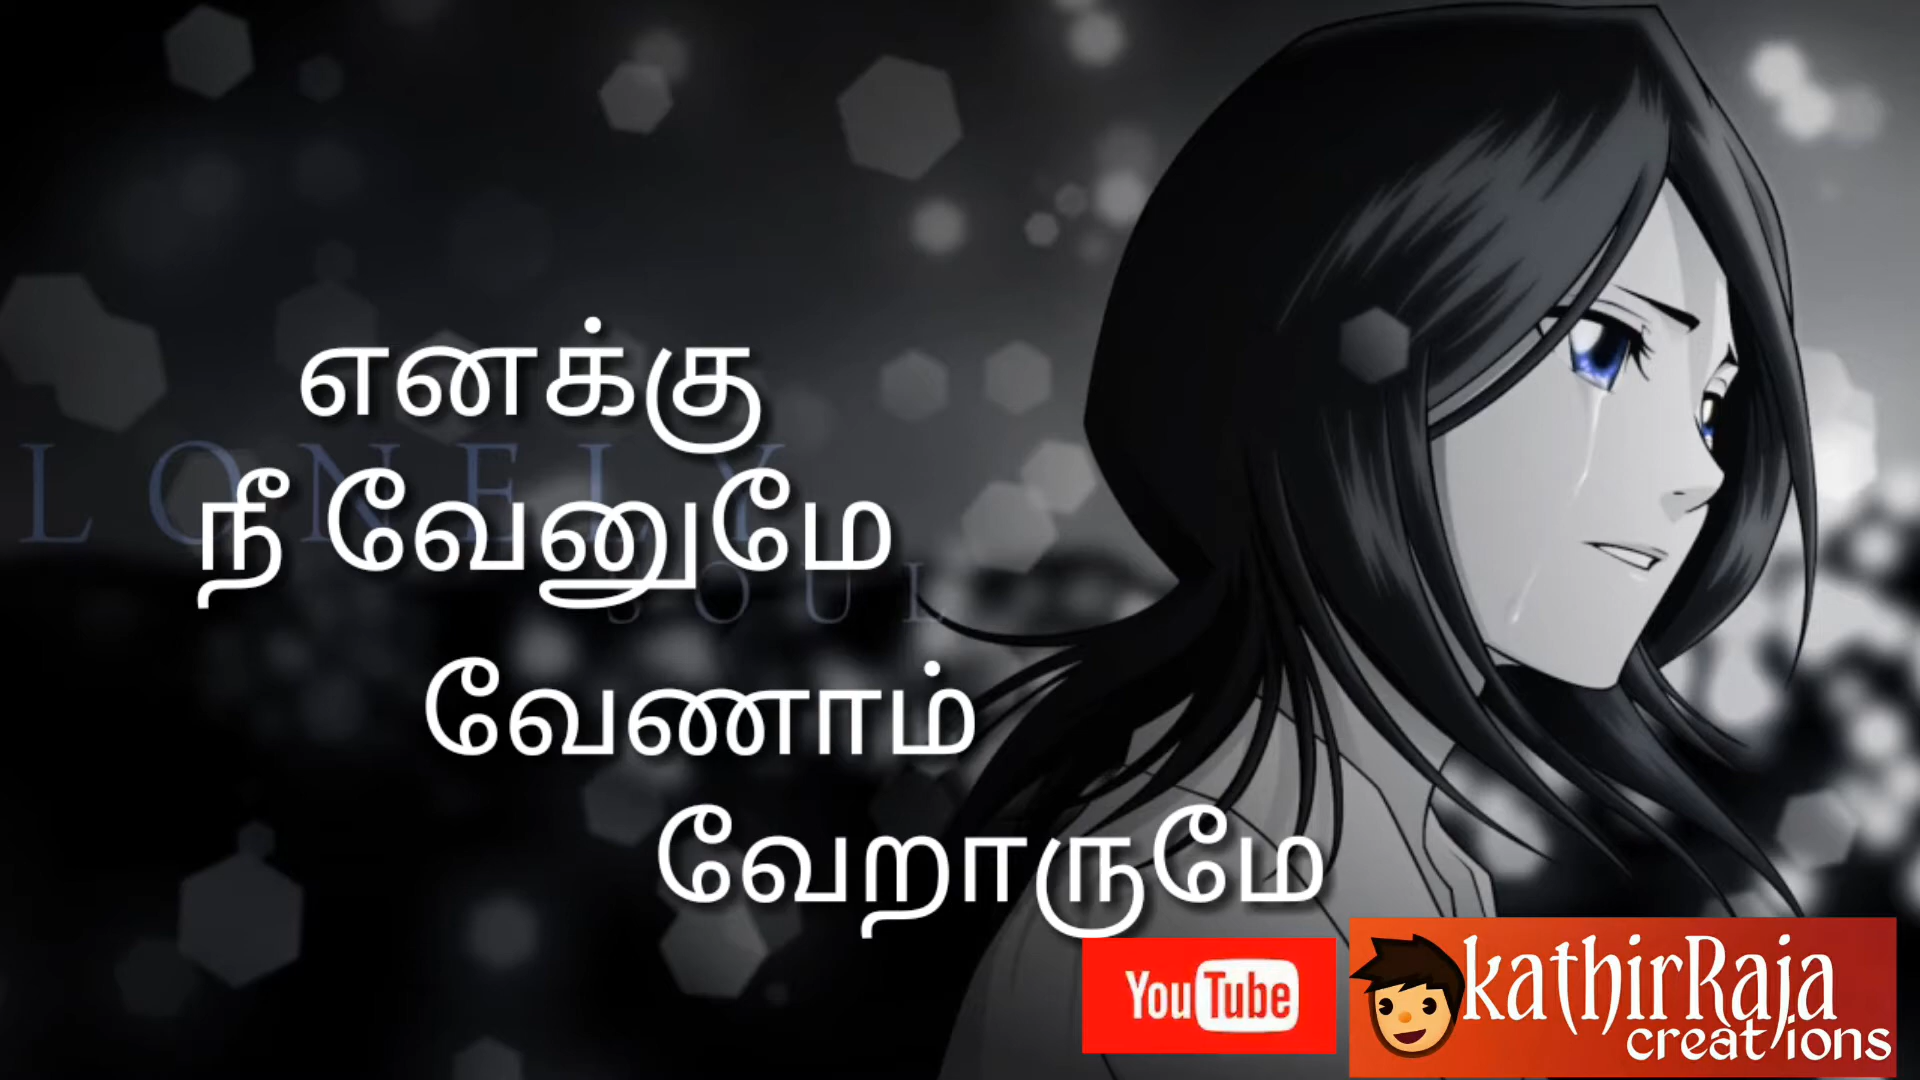 எனக்கு
LONELY
நீ வேனுமே
SOUL
வேணாம்
வேறாருமே
YouTube
kathirRaja
creations